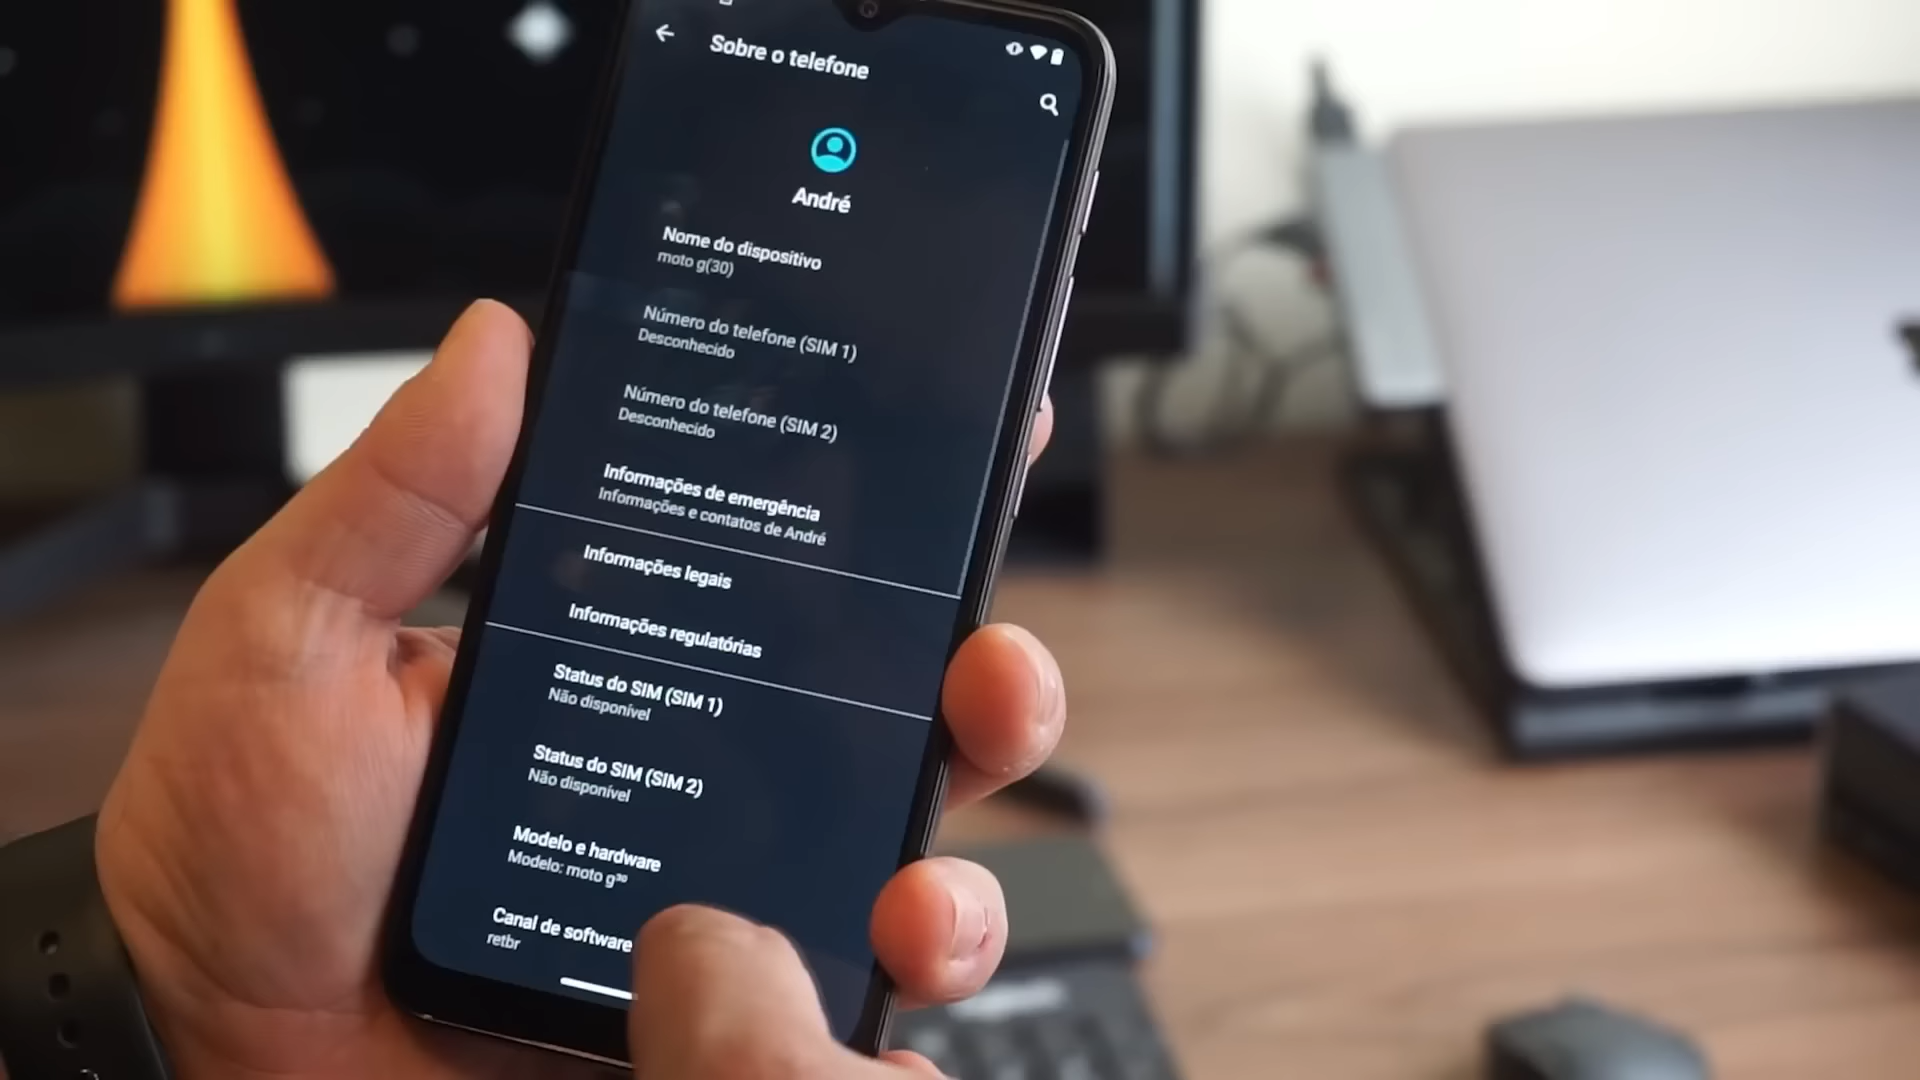 Sobre o telefone
André
Nome do dispositivo
moto g(30)
Número do telefone (SIM 1)
Desconhecido
Número do telefone (SIM 2)
Desconhecido
Informações de emergência
Informações e contatos de André
Informações legais
Informações regulatórias
Status do SIM (SIM 1)
Não disponível
Status do SIM (SIM 2)
Não disponível
Modelo e hardware
Modelo: moto g³⁰
Canal de software
retbr